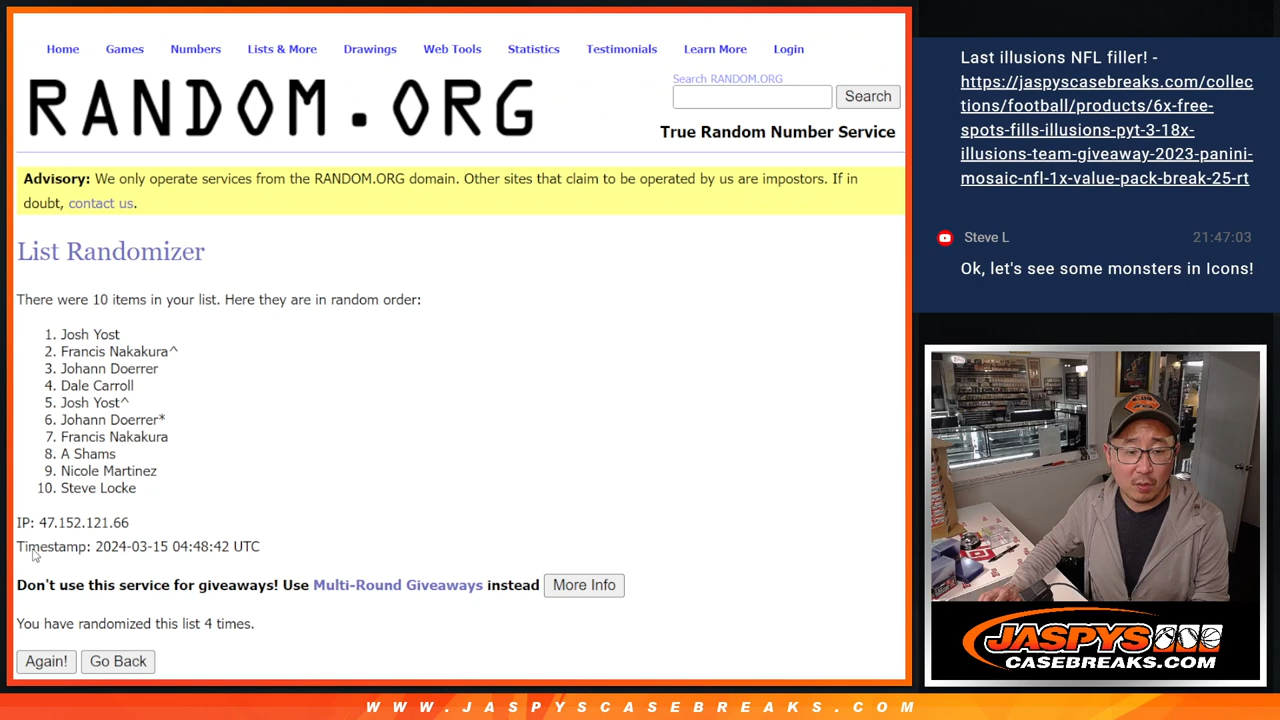 Home Games Numbers Lists & More Drawings Web Tools Statistics Testimonials Learn More Login
RANDOM.ORG
Search RANDOM.ORG
Search
True Random Number Service
Advisory: We only operate services from the RANDOM.ORG domain. Other sites that claim to be operated by us are impostors. If in
doubt, contact us.
List Randomizer
There were 10 items in your list. Here they are in random order:
1. Josh Yost
2. Francis Nakakura^
3. Johann Doerrer
4. Dale Carroll
5. Josh Yost^
6. Johann Doerrer*
7. Francis Nakakura
8. A Shams
9. Nicole Martinez
10. Steve Locke
IP: 47.152.121.66
Timestamp: 2024-03-15 04:48:42 UTC
Don't use this service for giveaways! Use Multi-Round Giveaways instead More Info
You have randomized this list 4 times.
Again! Go Back
Last illusions NFL filler! -
https://jaspyscasebreaks.com/collec
tions/football/products/6x-free-
spots-fills-illusions-pyt-3-18x-
illusions-team-giveaway-2023-panini-
mosaic-nfl-1x-value-pack-break-25-rt
Steve L 21:47:03
Ok, let's see some monsters in Icons!
JASPYS
CASEBREAKS.COM
WWW.JASPYSCASEBREAKS.COM